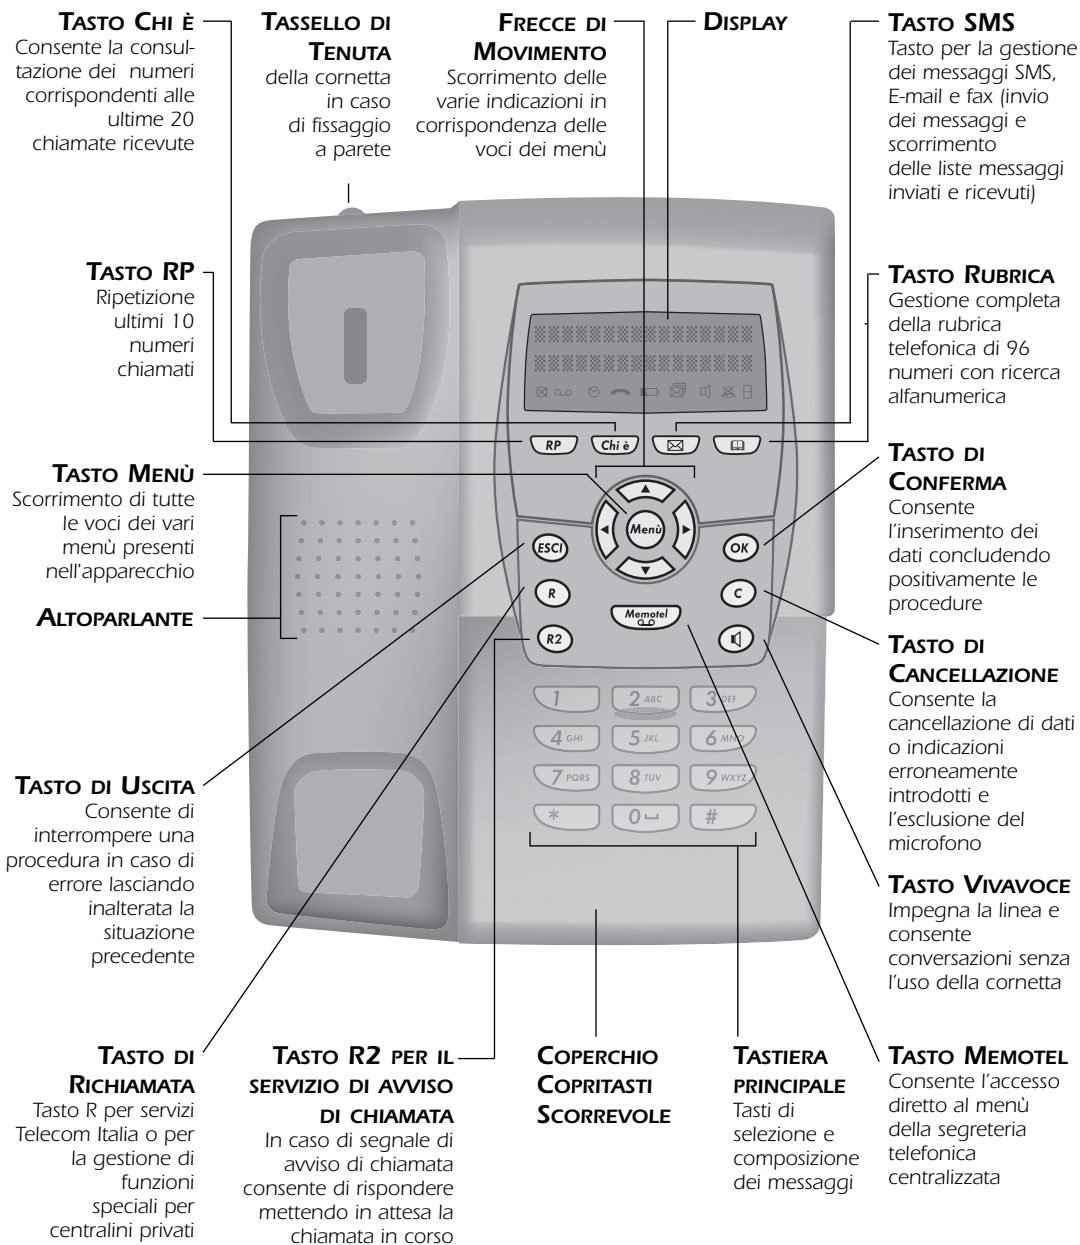 TASTO CHI È
Consente la consul-
tazione dei numeri
corrispondenti alle
ultime 20
chiamate ricevute
TASSELLO DI
TENUTA
della cornetta
in caso
di fissaggio
a parete
FRECCE DI
MOVIMENTO
Scorrimento delle
varie indicazioni in
corrispondenza delle
voci dei menù
DISPLAY
TASTO SMS
Tasto per la gestione
dei messaggi SMS,
E-mail e fax (invio
dei messaggi e
scorrimento
delle liste messaggi
inviati e ricevuti)
TASTO RP
Ripetizione
ultimi 10
numeri
chiamati
TASTO RUBRICA
Gestione completa
della rubrica
telefonica di 96
numeri con ricerca
alfanumerica
TASTO MENÙ
Scorrimento di tutte
le voci dei vari
menù presenti
nell'apparecchio
ALTOPARLANTE
TASTO DI
CONFERMA
Consente
l'inserimento dei
dati concludendo
positivamente le
procedure
TASTO DI
CANCELLAZIONE
Consente la
cancellazione di dati
o indicazioni
erroneamente
introdotti e
l'esclusione del
microfono
RP
Chi è
Menù
ESCI
OK
R
C
Memotel
R2
1
2 ABC
3 DEF
4 GHI
5 JKL
6 MNO
7 PQRS
8 TUV
9 WXYZ
*
0
#
TASTO DI USCITA
Consente di
interrompere una
procedura in caso di
errore lasciando
inalterata la
situazione
precedente
TASTO VIVAVOCE
Impegna la linea e
consente
conversazioni senza
l'uso della cornetta
TASTO DI
RICHIAMATA
Tasto R per servizi
Telecom Italia o per
la gestione di
funzioni
speciali per
centralini privati
TASTO R2 PER IL
SERVIZIO DI AVVISO
DI CHIAMATA
In caso di segnale di
avviso di chiamata
consente di rispondere
mettendo in attesa la
chiamata in corso
COPERCHIO
COPRITASTI
SCORREVOLE
TASTIERA
PRINCIPALE
Tasti di
selezione e
composizione
dei messaggi
TASTO MEMOTEL
Consente l'accesso
diretto al menù
della segreteria
telefonica
centralizzata